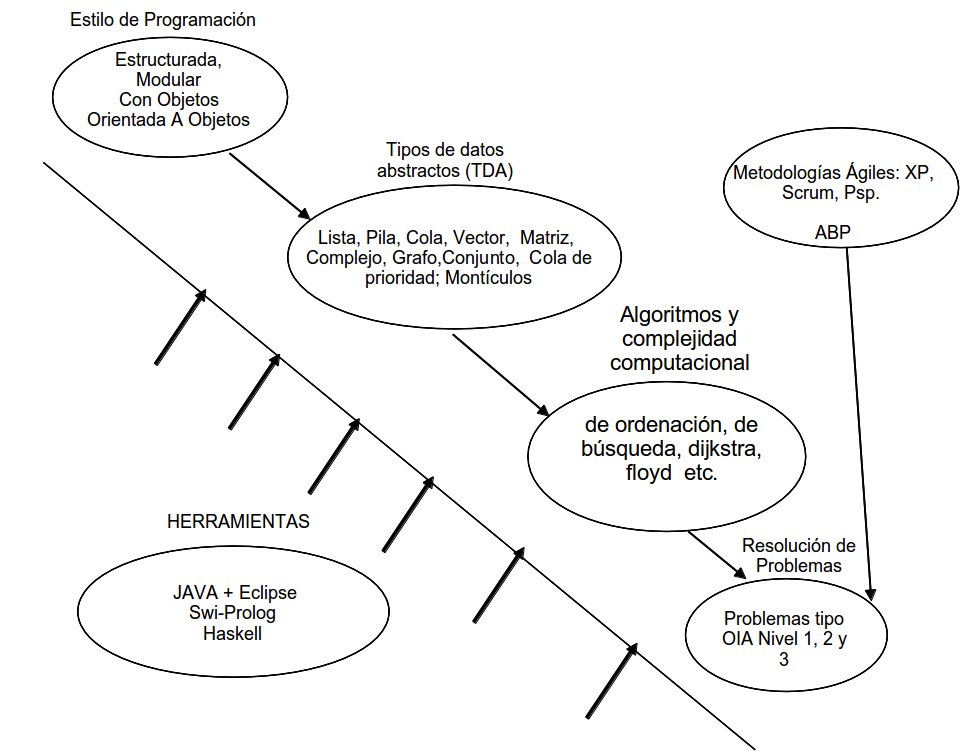 Estilo de Programación
Estructurada,
Modular
Con Objetos
Orientada A Objetos
Tipos de datos
abstractos (TDA)
Lista, Pila, Cola, Vector, Matriz,
Complejo, Grafo,Conjunto, Cola de
prioridad; Montículos
Metodologías Ágiles: XP,
Scrum, Psp.
ABP
Algoritmos y
complejidad
computacional
de ordenación, de
búsqueda, dijkstra,
floyd etc.
HERRAMIENTAS
JAVA + Eclipse
Swi-Prolog
Haskell
Resolución de
Problemas
Problemas tipo
OIA Nivel 1, 2 y
3